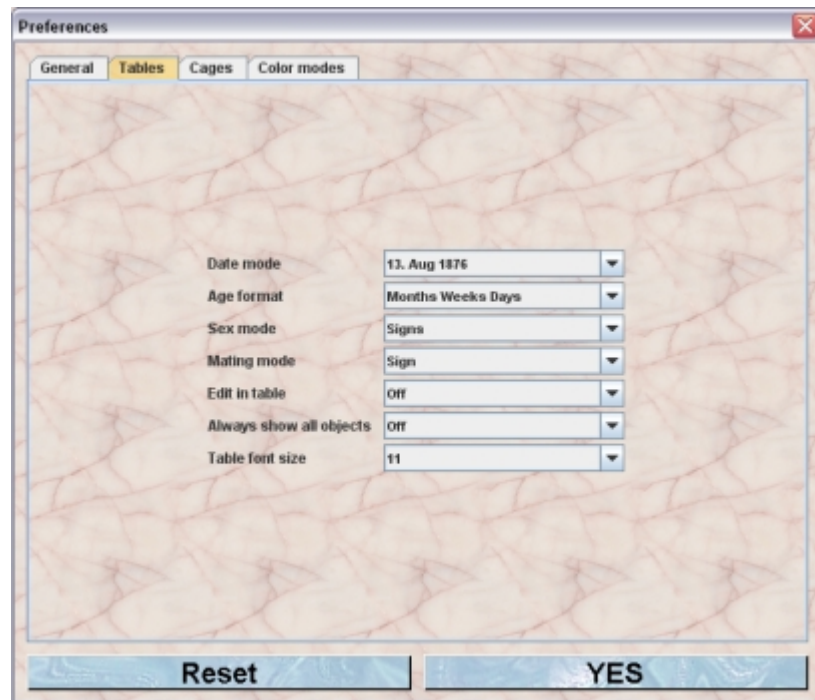 Preferences
General Tables Cages Color modes
Date mode 13. Aug 1876
Age format Months Weeks Days
Sex mode Signs
Mating mode Sign
Edit in table Off
Always show all objects Off
Table font size 11
Reset YES